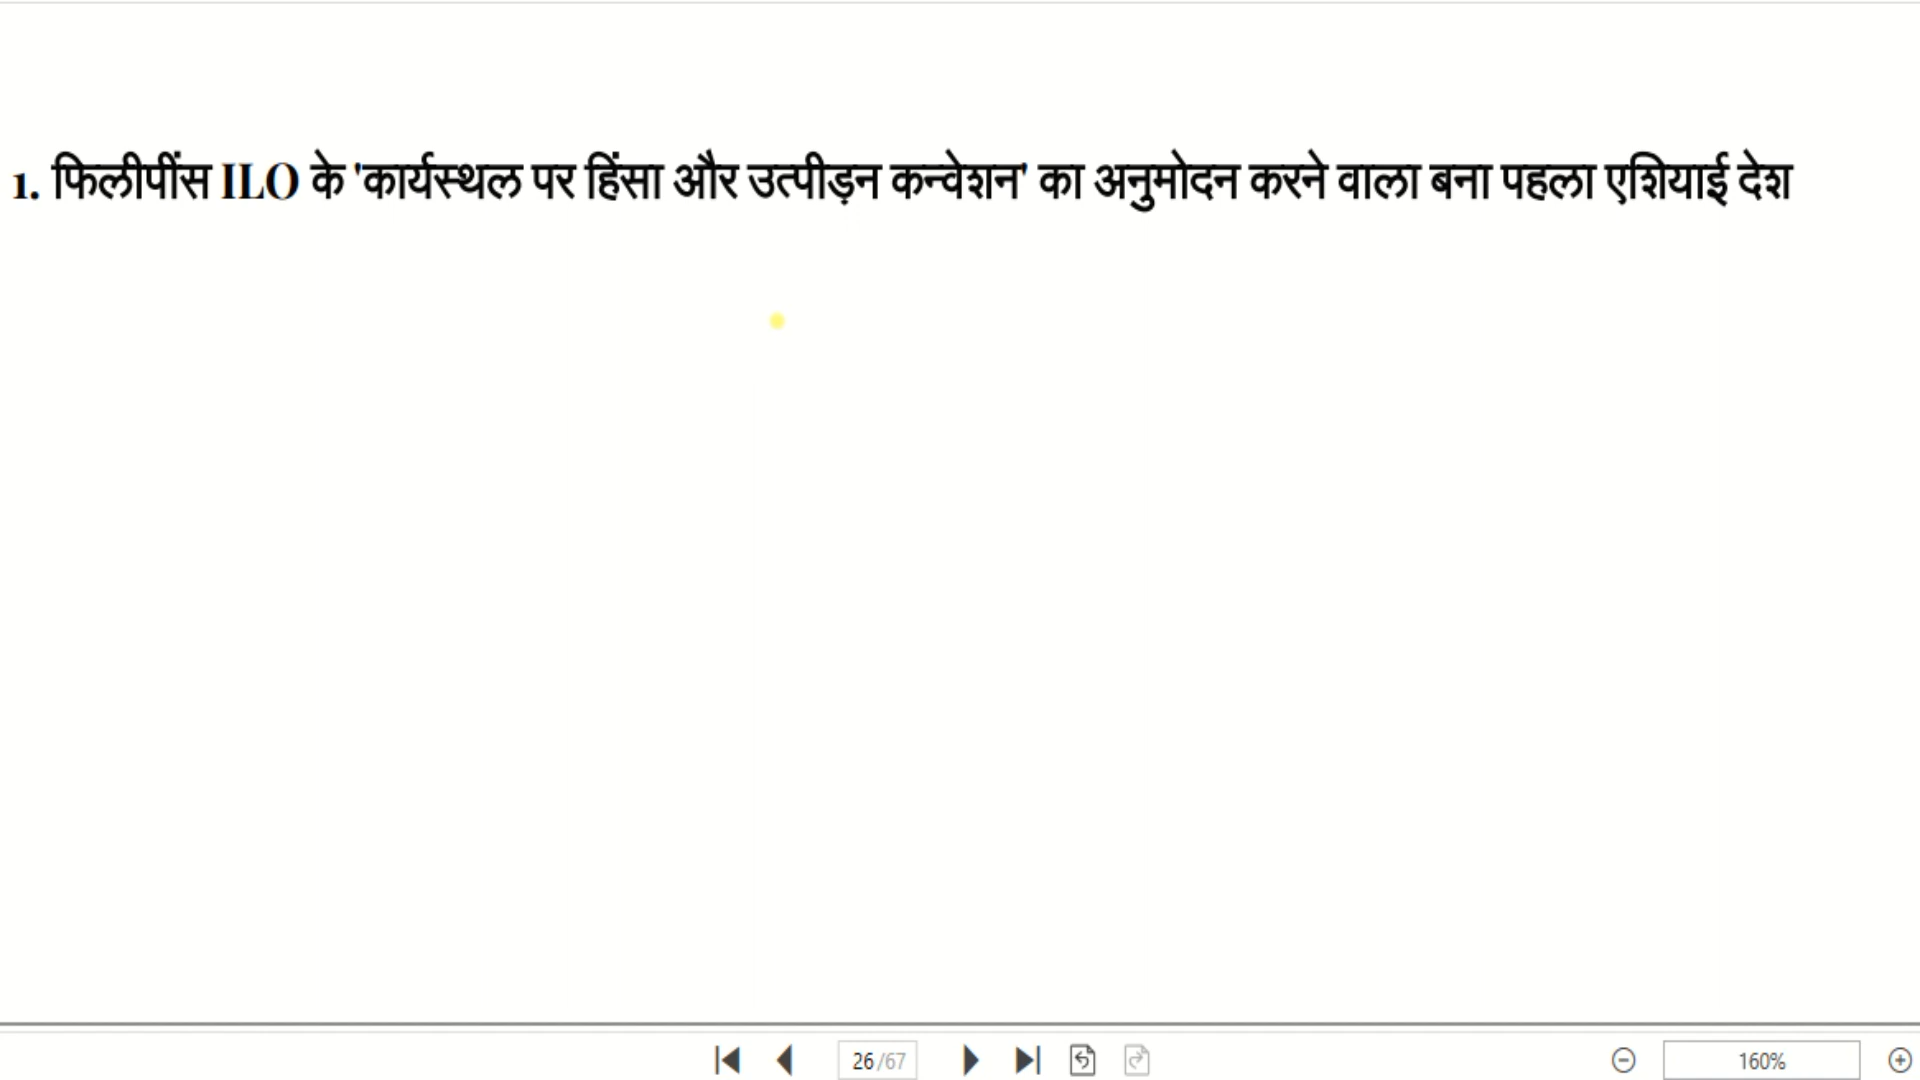 1. फिलीपींस ILO के 'कार्यस्थल पर हिंसा और उत्पीड़न कन्वेशन' का अनुमोदन करने वाला बना पहला एशियाई देश
26/67
160%